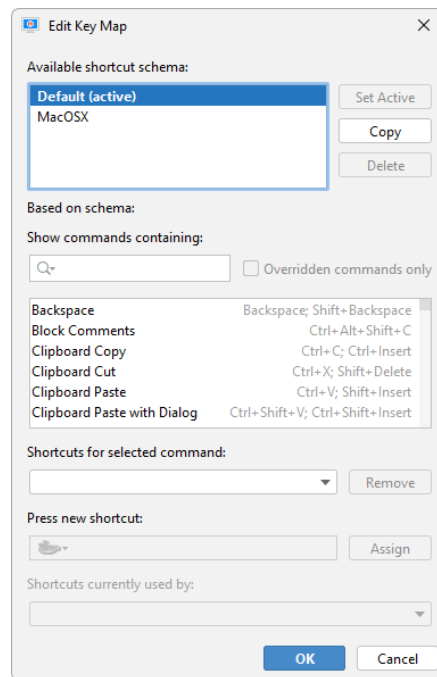 Edit Key Map
Available shortcut schema:
Default (active)
Set Active
MacOSX
Copy
Delete
Based on schema:
Show commands containing:
Overridden commands only
Backspace Backspace; Shift+Backspace
Block Comments Ctrl+Alt+Shift+C
Clipboard Copy Ctrl+C; Ctrl+Insert
Clipboard Cut Ctrl+X; Shift+Delete
Clipboard Paste Ctrl+V; Shift+Insert
Clipboard Paste with Dialog Ctrl+Shift+V; Ctrl+Shift+Insert
Shortcuts for selected command:
Remove
Press new shortcut:
Assign
Shortcuts currently used by:
OK Cancel